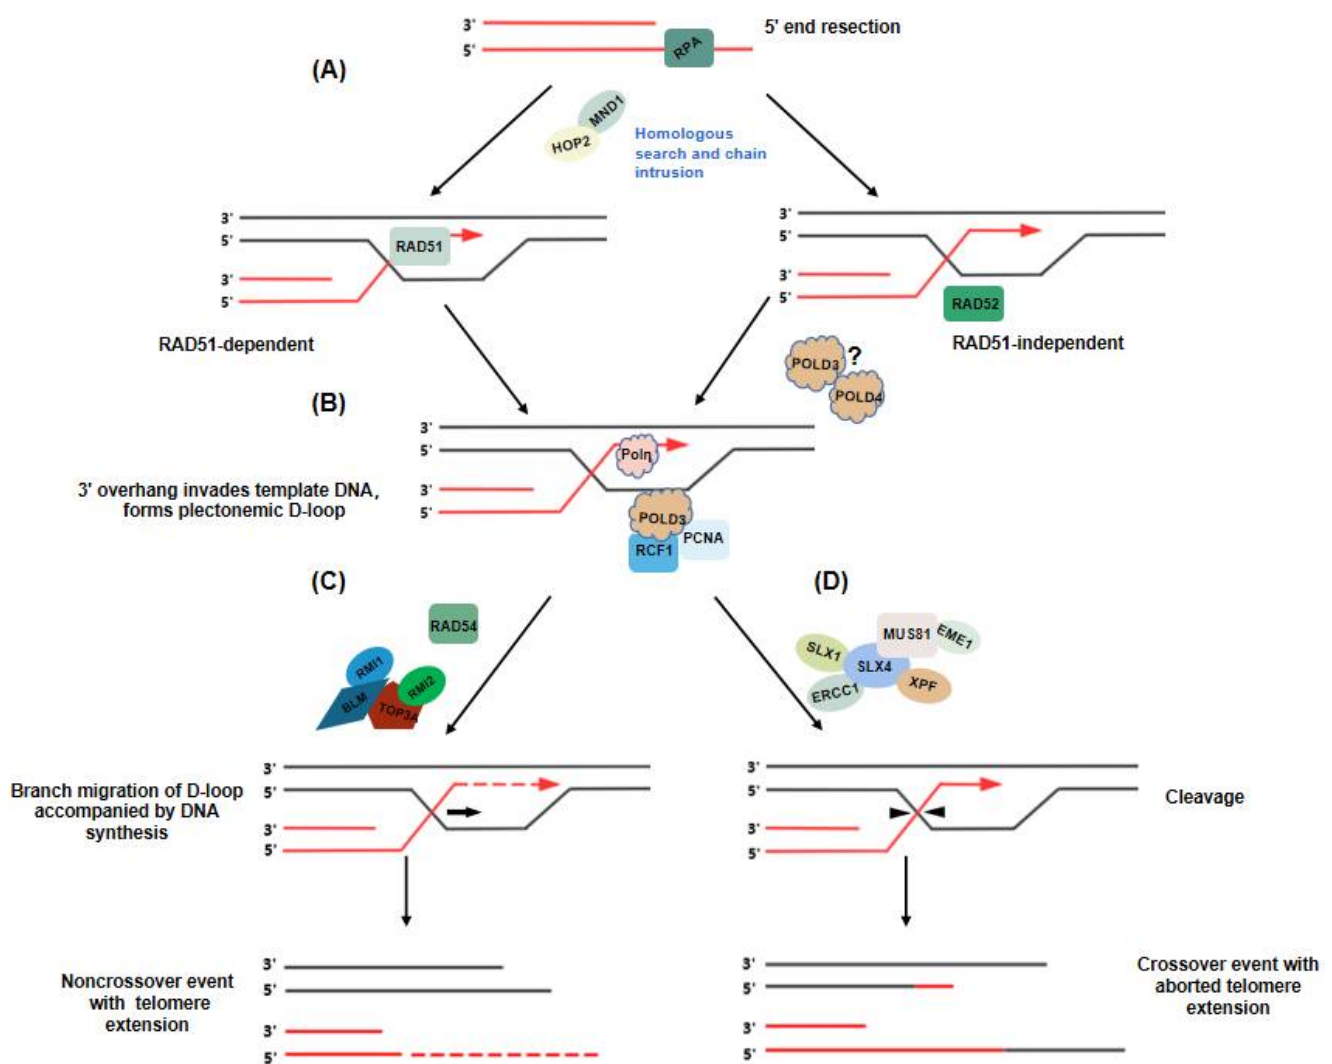 3'
5' end resection
5'
RPA
(A)
MND1
HOP2
Homologous
search and chain
intrusion
3'
5'
RAD51
3'
5'
RAD51-dependent
3'
5'
3'
5'
RAD52
RAD51-independent
POLD3
?
POLD4
(B)
3'
5'
Polη
3'
5'
3' overhang invades template DNA,
forms plectonemic D-loop
POLD3
PCNA
RCF1
(C)
RAD54
RMI1
RMI2
BLM
TOP3A
(D)
MUS81
EME1
SLX1
SLX4
ERCC1
XPF
Branch migration of D-loop
accompanied by DNA
synthesis
3'
5'
3'
5'
3'
5'
3'
5'
Cleavage
Noncrossover event
with telomere
extension
3'
5'
3'
5'
3'
5'
3'
5'
Crossover event with
aborted telomere
extension